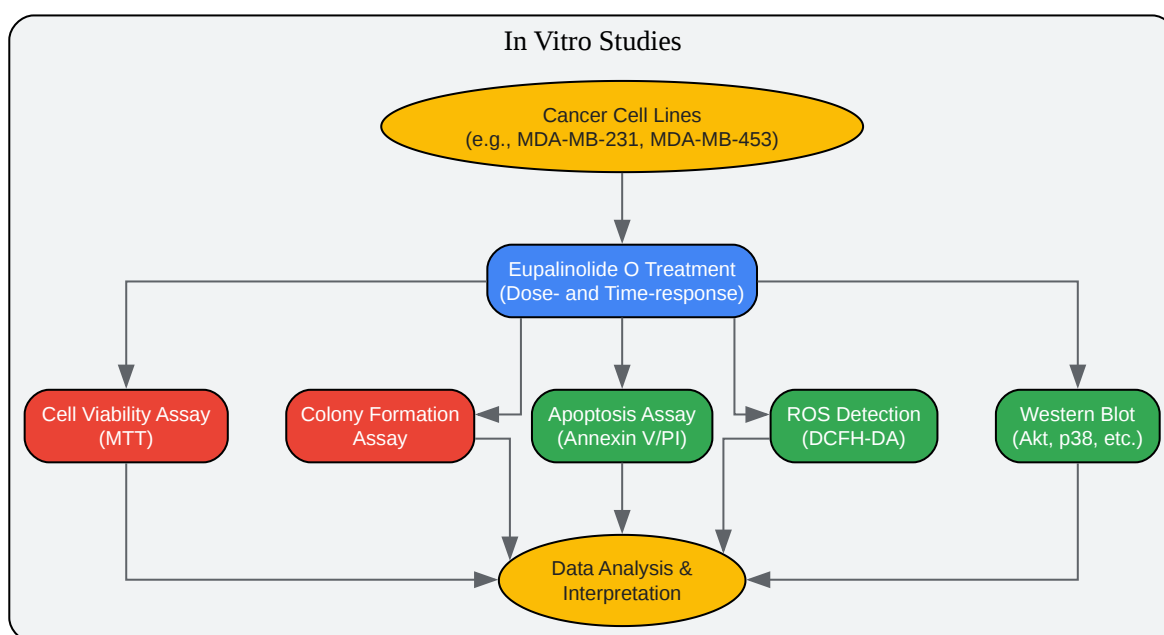 In Vitro Studies
Cancer Cell Lines
(e.g., MDA-MB-231, MDA-MB-453)
Eupalinolide O Treatment
(Dose- and Time-response)
Cell Viability Assay
(MTT)
Colony Formation
Assay
Apoptosis Assay
(Annexin V/PI)
ROS Detection
(DCFH-DA)
Western Blot
(Akt, p38, etc.)
Data Analysis &
Interpretation